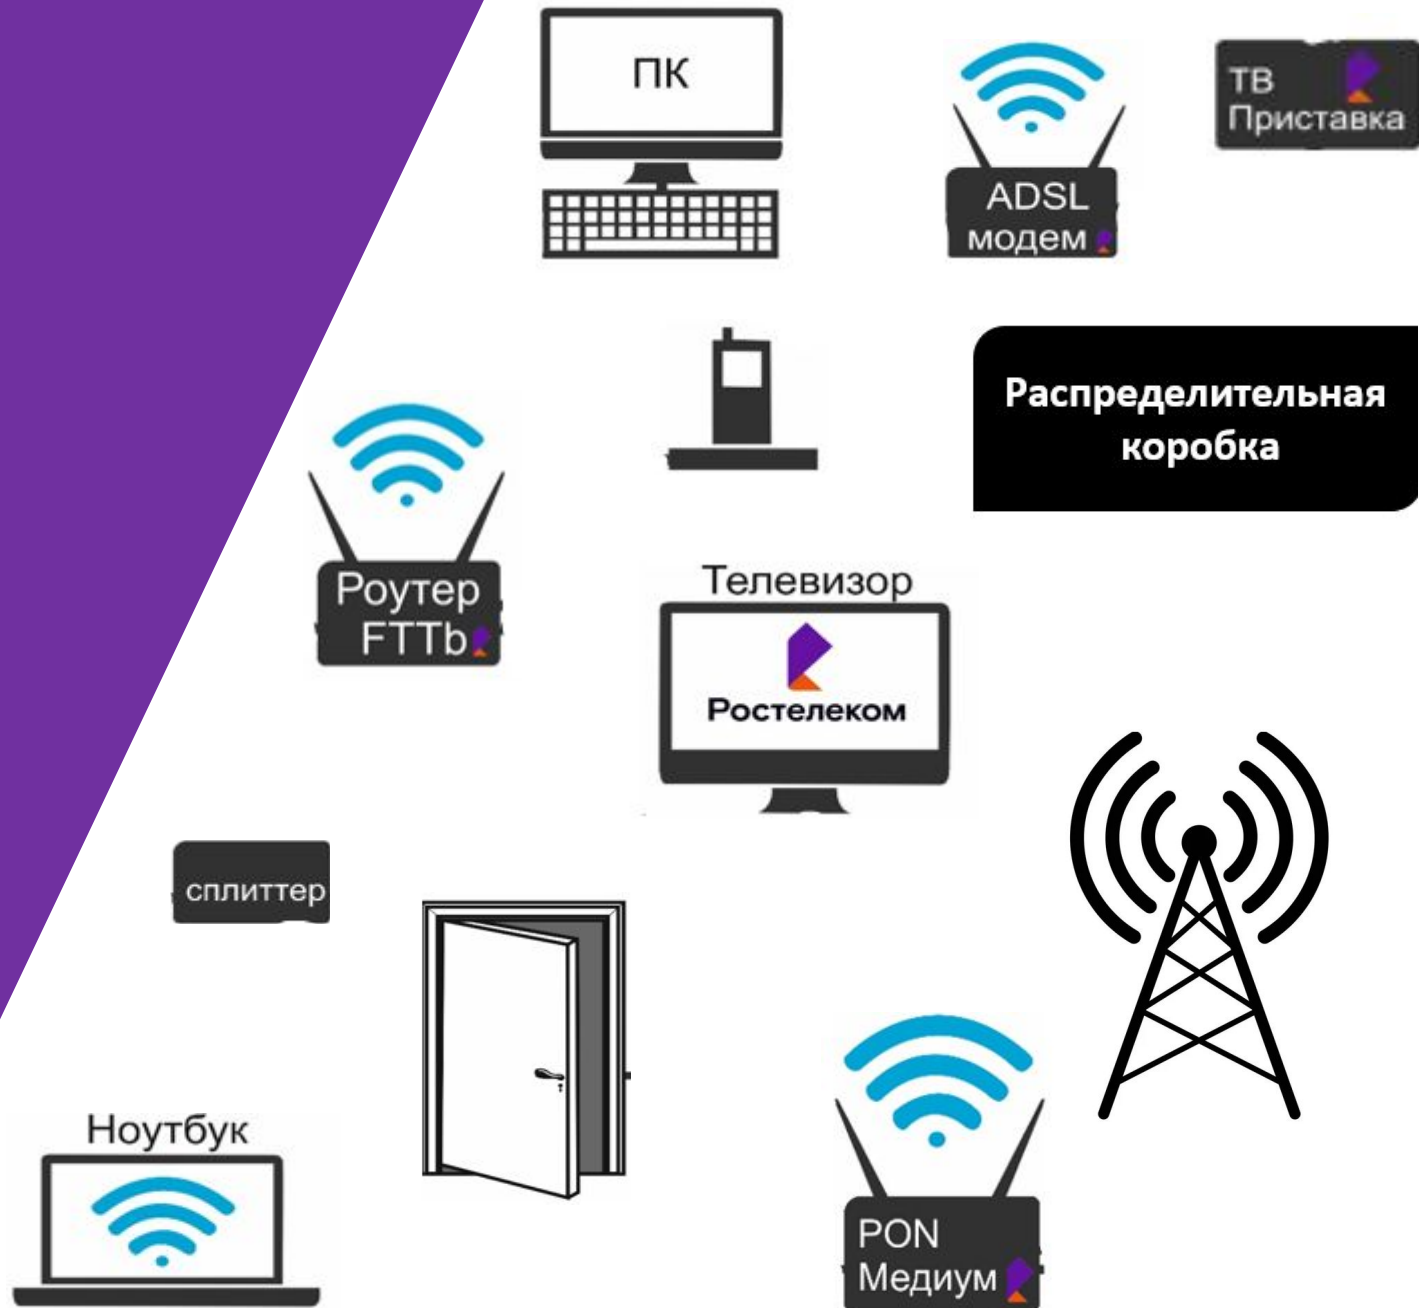 ПК
ADSL
модем
ТВ
Приставка
Распределительная
коробка
Роутер
FTTb
Телевизор
Ростелеком
сплиттер
Ноутбук
PON
Медиум